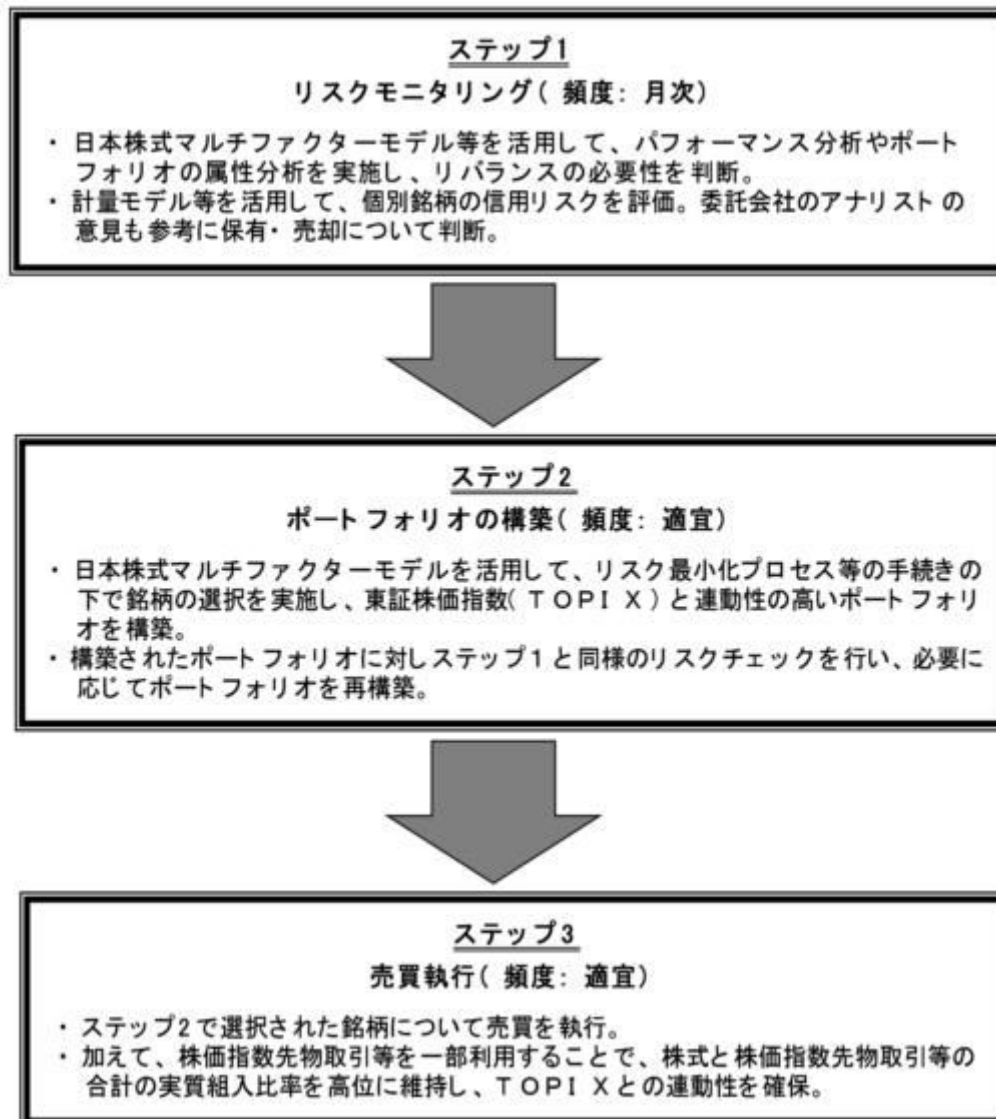 ステップ1
リスクモニタリング(頻度:月次)
・日本株式マルチファクターモデル等を活用して、パフォーマンス分析やポート
フォリオの属性分析を実施し、リバランスの必要性を判断。
・計量モデル等を活用して、個別銘柄の信用リスクを評価。委託会社のアナリストの
意見も参考に保有・売却について判断。
ステップ2
ポートフォリオの構築(頻度:適宜)
・日本株式マルチファクターモデルを活用して、リスク最小化プロセス等の手続きの
下で銘柄の選択を実施し、東証株価指数(TOPIX)と連動性の高いポートフォリ
オを構築。
・構築されたポートフォリオに対しステップ1と同様のリスクチェックを行い、必要に
応じてポートフォリオを再構築。
ステップ3
売買執行(頻度:適宜)
・ステップ2で選択された銘柄について売買を執行。
・加えて、株価指数先物取引等を一部利用することで、株式と株価指数先物取引等の
合計の実質組入比率を高位に維持し、TOPIXとの連動性を確保。